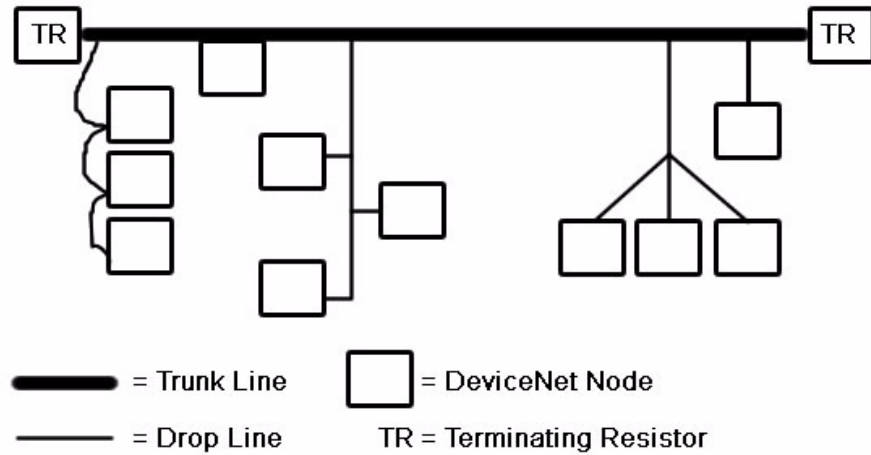 TR
TR
= Trunk Line
= DeviceNet Node
= Drop Line
TR = Terminating Resistor